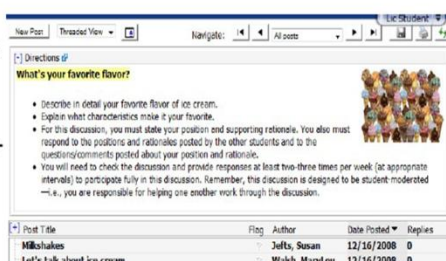 Lic Student
New Post Threaded View Navigate: All posts
[-] Directions
What's your favorite flavor?
• Describe in detail your favorite flavor of ice cream.
• Explain what characteristics make it your favorite.
• For this discussion, you must state your position and supporting rationale. You also must
respond to the positions and rationales posted by the other students and to the
questions/comments posted about your position and rationale.
• You will need to check the discussion and provide responses at least two-three times per week (at appropriate
intervals) to participate fully in this discussion. Remember, this discussion is designed to be student-moderated
—i.e., you are responsible for helping one another work through the discussion.
[+] Post Title Flag Author Date Posted Replies
Milkshakes Jefts, Susan 12/16/2008 0
Let's talk about ice cream Walsh, MaryLou 12/16/2008 0